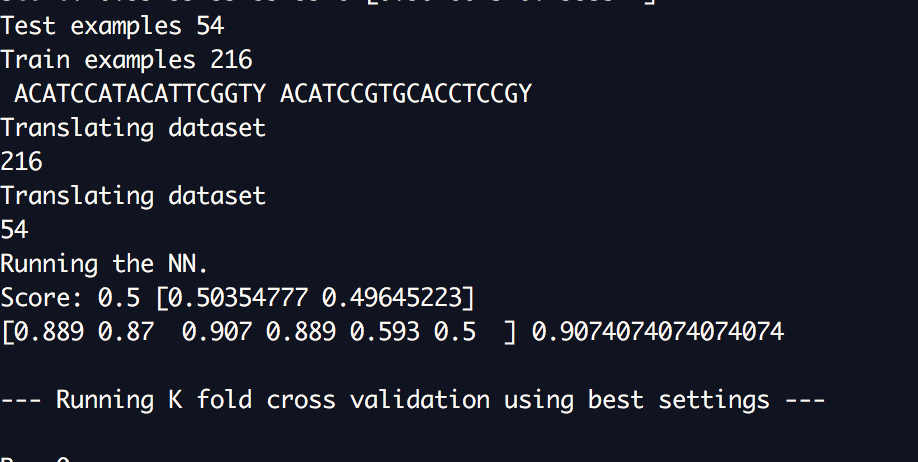 Test examples 54
Train examples 216
ACATCCATACATTCGGTY ACATCCGTGCACCTCCGY
Translating dataset
216
Translating dataset
54
Running the NN.
Score: 0.5 [0.50354777 0.49645223]
[0.889 0.87  0.907 0.889 0.593 0.5  ] 0.9074074074074074
--- Running K fold cross validation using best settings ---